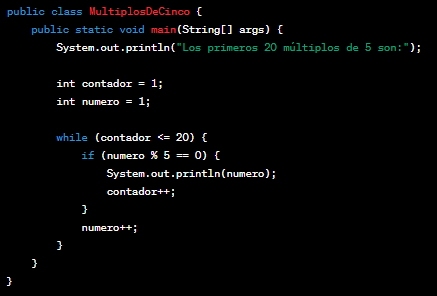 public class MultiplosDeCinco {
    public static void main(String[] args) {
        System.out.println("Los primeros 20 múltiplos de 5 son:");

        int contador = 1;
        int numero = 1;

        while (contador <= 20) {
            if (numero % 5 == 0) {
                System.out.println(numero);
                contador++;
            }
            numero++;
        }
    }
}